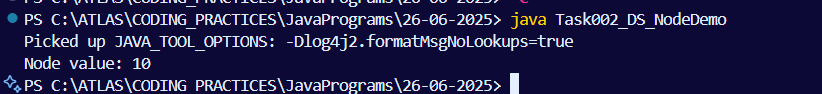 PS C:\ATLAS\CODING_PRACTICES\JavaPrograms\26-06-2025> java Task002_DS_NodeDemo
Picked up JAVA_TOOL_OPTIONS: -Dlog4j2.formatMsgNoLookups=true
Node value: 10
PS C:\ATLAS\CODING_PRACTICES\JavaPrograms\26-06-2025>